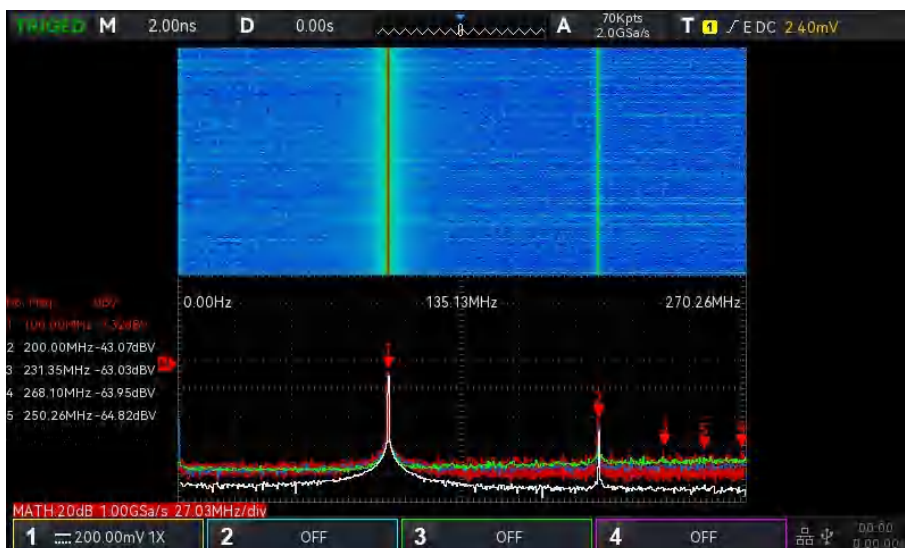 TRIGED M 2.00ns D 0.00s A 70Kpts 2.0GSa/s T 1 E DC 2.40mV
0.00Hz 135.13MHz 270.26MHz
1 100.00MHz
2 200.00MHz -43.07dBV
3 231.35MHz -63.03dBV
4 268.10MHz -63.95dBV
5 250.26MHz -64.82dBV
1
2
5
MATH 20dB 1.00GSa/s 27.03MHz/div
1 200.00mV 1X 2 OFF 3 OFF 4 OFF